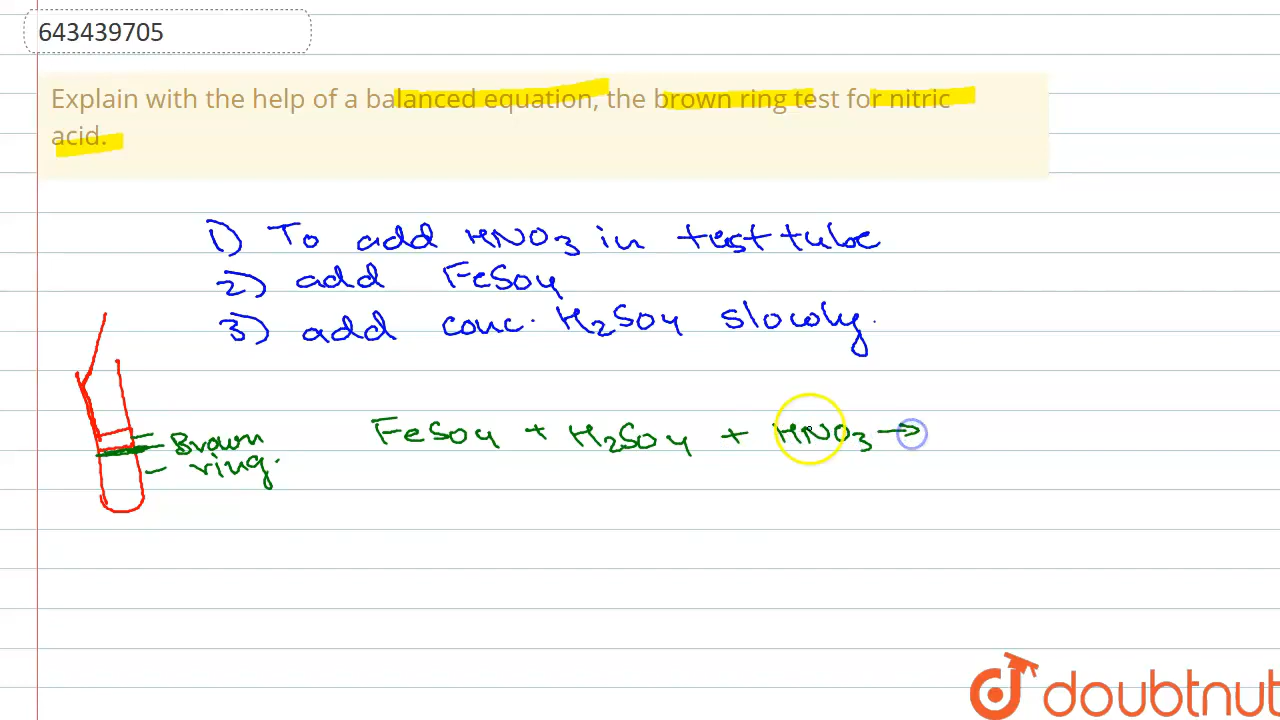 643439705
Explain with the help of a balanced equation, the brown ring test for nitric
acid.
1) To add HNO3 in test tube
2) add FeSO4
3) add conc. H2SO4 slowly.
Brown
ring.
FeSO4 + H2SO4 + HNO3 →
doubtnut